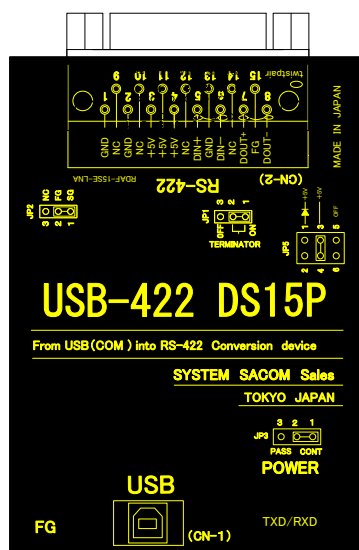 9 10 11 12 13 14 15
twistpair
1 2 3 4 5 6 7 8
GND NC GND NC +5V +5V +5V NC DIN+ GND DIN- NC DOUT+ FG DOUT-
MADE IN JAPAN
RDAF-15SE-LNA
RS-422
(CN-2)
NC FG SG
JP2
3 2 1
JP1
3 2 1
OFF ON
TERMINATOR
+5V +5V OFF
1 3 5
JP5
2 4 6
USB-422 DS15P
From USB(COM) into RS-422 Conversion device
SYSTEM SACOM Sales
TOKYO JAPAN
3 2 1
JP3
PASS CONT
POWER
USB
(CN-1)
FG
TXD/RXD